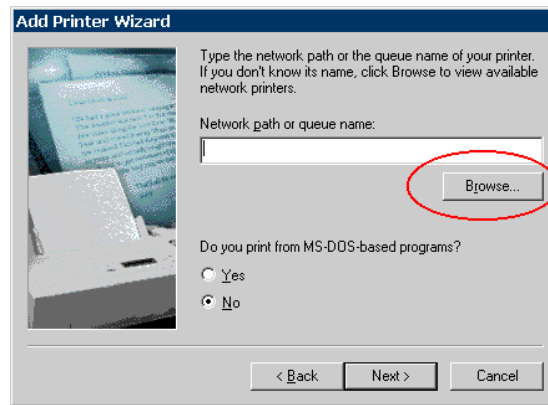 Add Printer Wizard
Type the network path or the queue name of your printer.
If you don't know its name, click Browse to view available
network printers.
Network path or queue name:
Browse...
Do you print from MS-DOS-based programs?
Yes
No
< Back
Next >
Cancel